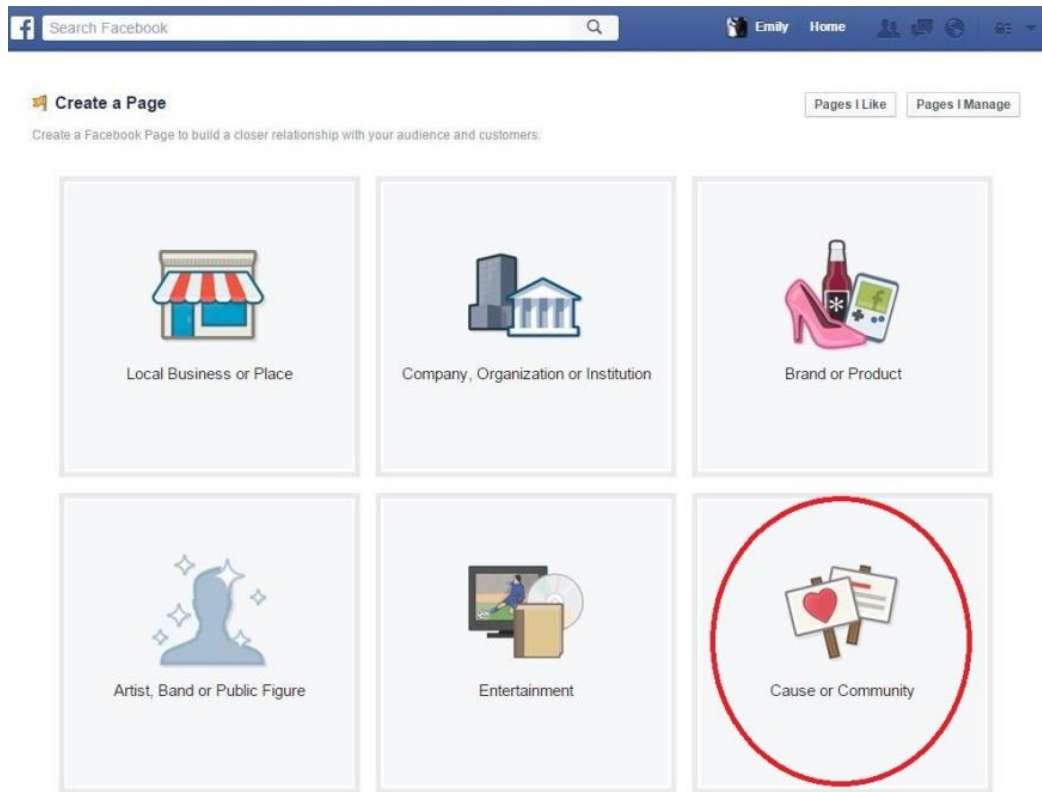 f Search Facebook Emily Home
Create a Page Pages I Like Pages I Manage
Create a Facebook Page to build a closer relationship with your audience and customers.
Local Business or Place Company, Organization or Institution Brand or Product
Artist, Band or Public Figure Entertainment Cause or Community